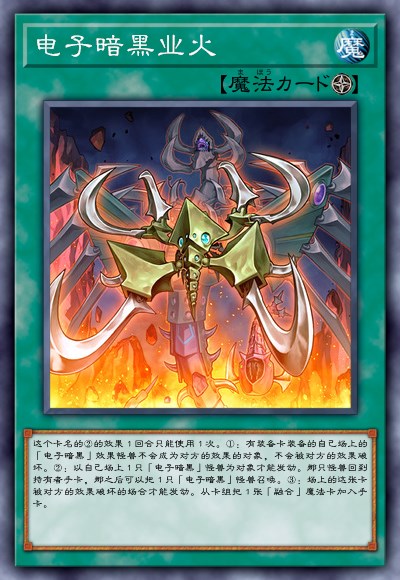 电子暗黑业火
魔
【魔法カード】
まほう
这个卡名的②的效果1回合只能使用1次。①：有装备卡装备的自己场上的
「电子暗黑」效果怪兽不会成为对方的效果的对象，不会被对方的效果破
坏。②：以自己场上1只「电子暗黑」怪兽为对象才能发动。那只怪兽回到
持有者手卡，那之后可以把1只「电子暗黑」怪兽召唤。③：场上的这张卡
被对方的效果破坏的场合才能发动。从卡组把1张「融合」魔法卡加入手
卡。